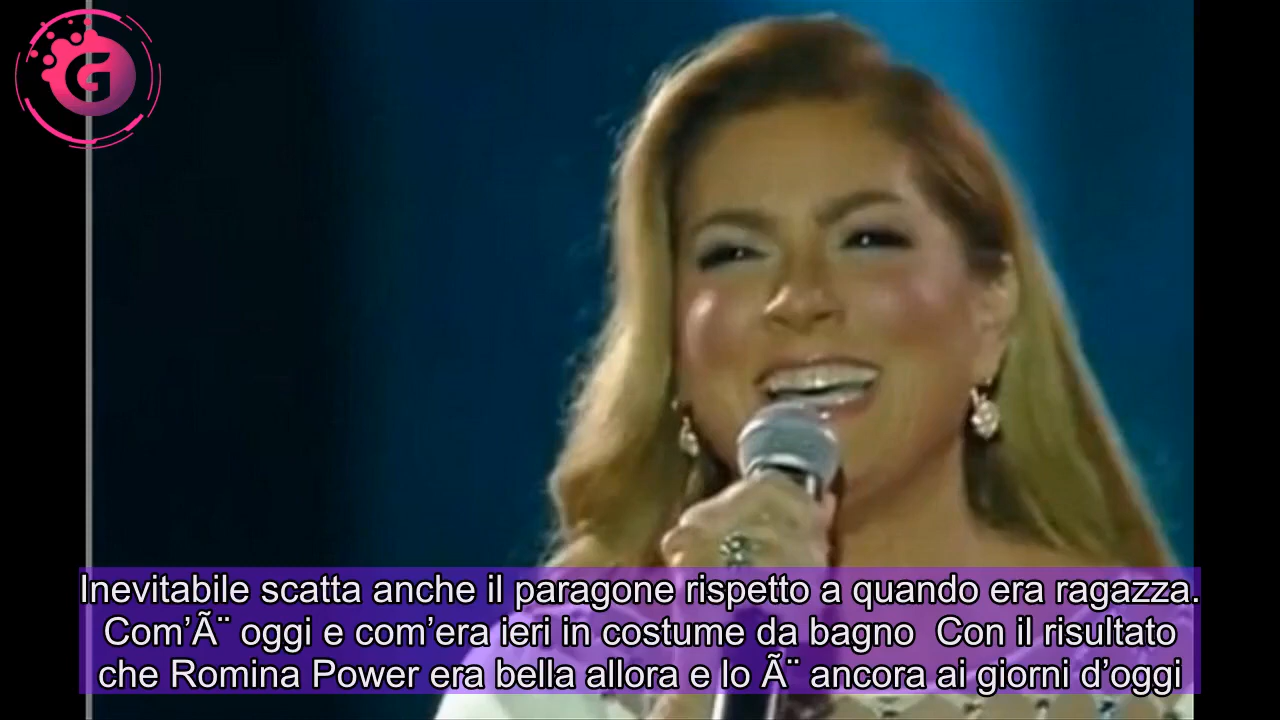 G
Inevitabile scatta anche il paragone rispetto a quando era ragazza.
Com’Ã¨ oggi e com’era ieri in costume da bagno  Con il risultato
che Romina Power era bella allora e lo Ã¨ ancora ai giorni d’oggi